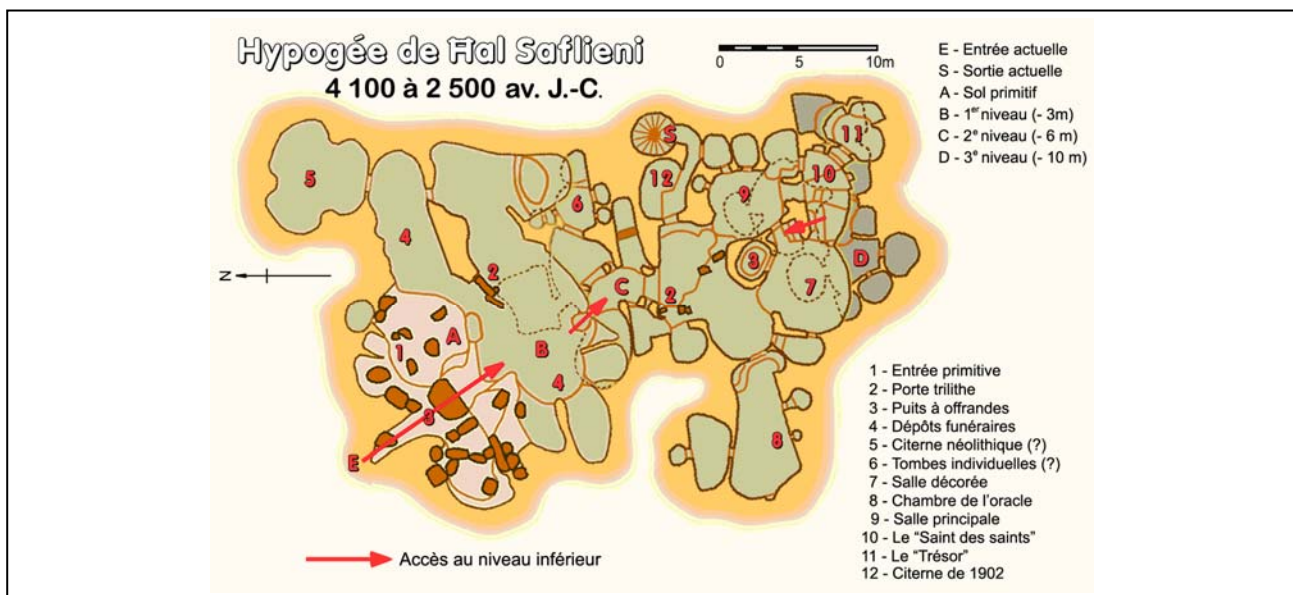 Hypogée de Ħal Saflieni
4 100 à 2 500 av. J.-C.
0 5 10m
E - Entrée actuelle
S - Sortie actuelle
A - Sol primitif
B - 1er niveau (- 3m)
C - 2e niveau (- 6 m)
D - 3e niveau (- 10 m)
S
11
5
12
10
6
9
4
2
3
D
N
C
7
2
A
1
B
4
3
8
E
1 - Entrée primitive
2 - Porte trilithe
3 - Puits à offrandes
4 - Dépôts funéraires
5 - Citerne néolithique (?)
6 - Tombes individuelles (?)
7 - Salle décorée
8 - Chambre de l'oracle
9 - Salle principale
10 - Le "Saint des saints"
11 - Le "Trésor"
12 - Citerne de 1902
Accès au niveau inférieur